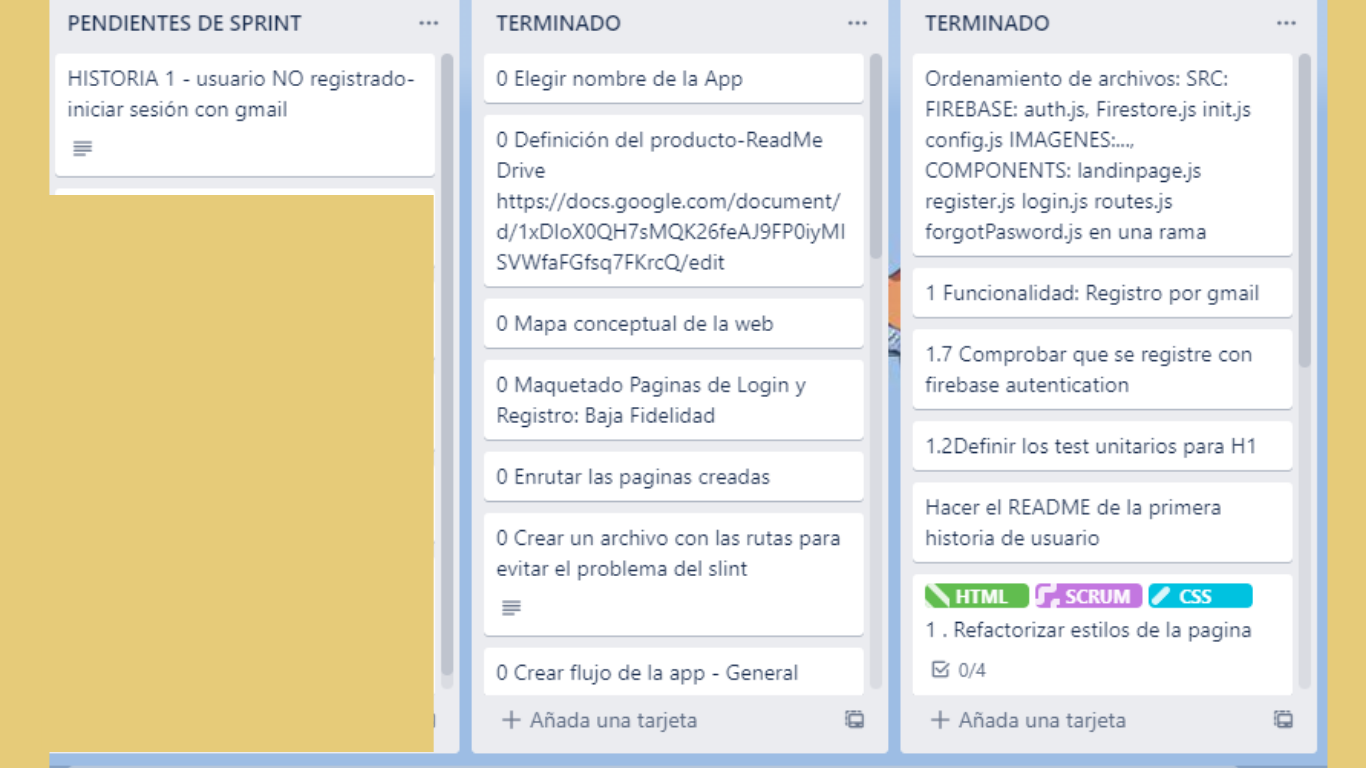 PENDIENTES DE SPRINT
HISTORIA 1 - usuario NO registrado-
iniciar sesión con gmail
TERMINADO
0 Elegir nombre de la App
0 Definición del producto-ReadMe
Drive
https://docs.google.com/document/
d/1xDIoX0QH7sMQK26feAJ9FP0iyMI
SVWfaFGfsq7FKrcQ/edit
0 Mapa conceptual de la web
0 Maquetado Paginas de Login y
Registro: Baja Fidelidad
0 Enrutar las paginas creadas
0 Crear un archivo con las rutas para
evitar el problema del slint
0 Crear flujo de la app - General
Añada una tarjeta
TERMINADO
Ordenamiento de archivos: SRC:
FIREBASE: auth.js, Firestore.js init.js
config.js IMAGENES:...,
COMPONENTS: landinpage.js
register.js login.js routes.js
forgotPasword.js en una rama
1 Funcionalidad: Registro por gmail
1.7 Comprobar que se registre con
firebase autentication
1.2Definir los test unitarios para H1
Hacer el README de la primera
historia de usuario
HTML SCRUM CSS
1 . Refactorizar estilos de la pagina
0/4
Añada una tarjeta